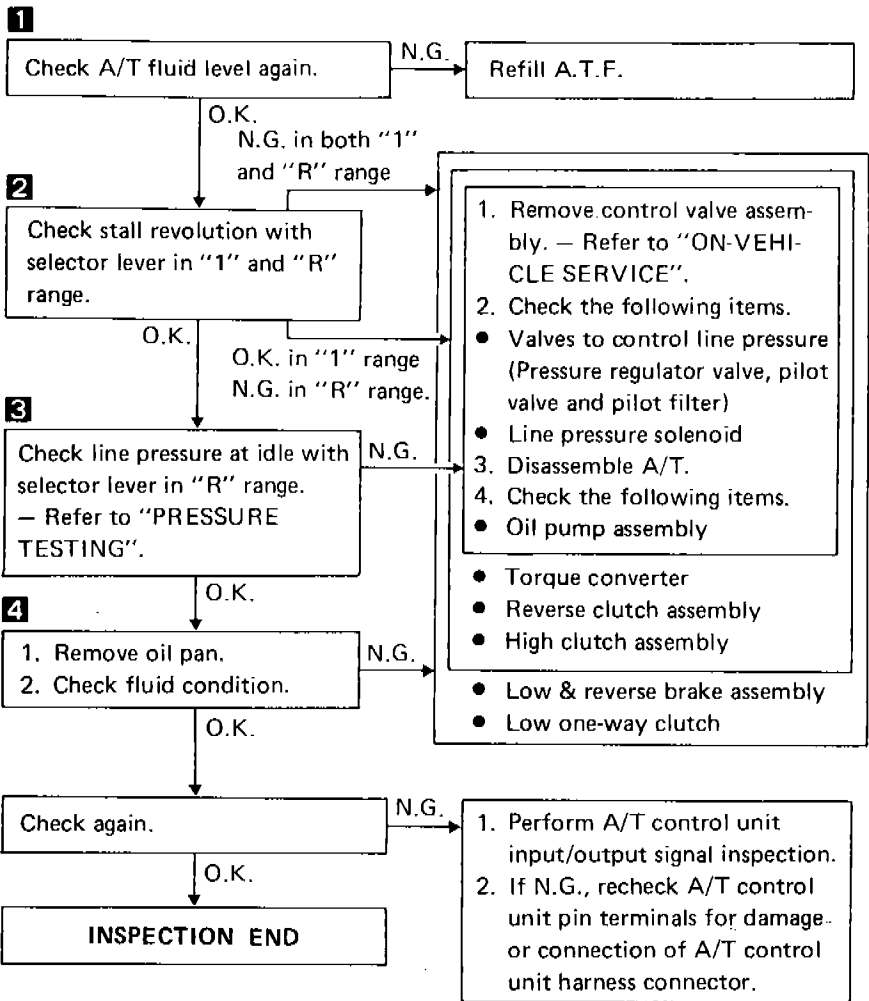 1
Check A/T fluid level again.
N.G.
Refill A.T.F.
O.K.
N.G. in both "1"
and "R" range
2
Check stall revolution with
selector lever in "1" and "R"
range.
O.K.
O.K. in "1" range
N.G. in "R" range.
3
Check line pressure at idle with
selector lever in "R" range.
— Refer to "PRESSURE
TESTING".
N.G.
O.K.
4
1. Remove oil pan.
2. Check fluid condition.
N.G.
O.K.
1. Remove control valve assem-
bly. — Refer to "ON-VEHI-
CLE SERVICE".
2. Check the following items.
● Valves to control line pressure
(Pressure regulator valve, pilot
valve and pilot filter)
● Line pressure solenoid
3. Disassemble A/T.
4. Check the following items.
● Oil pump assembly
● Torque converter
● Reverse clutch assembly
● High clutch assembly
● Low & reverse brake assembly
● Low one-way clutch
Check again.
N.G.
1. Perform A/T control unit
input/output signal inspection.
2. If N.G., recheck A/T control
unit pin terminals for damage
or connection of A/T control
unit harness connector.
O.K.
INSPECTION END